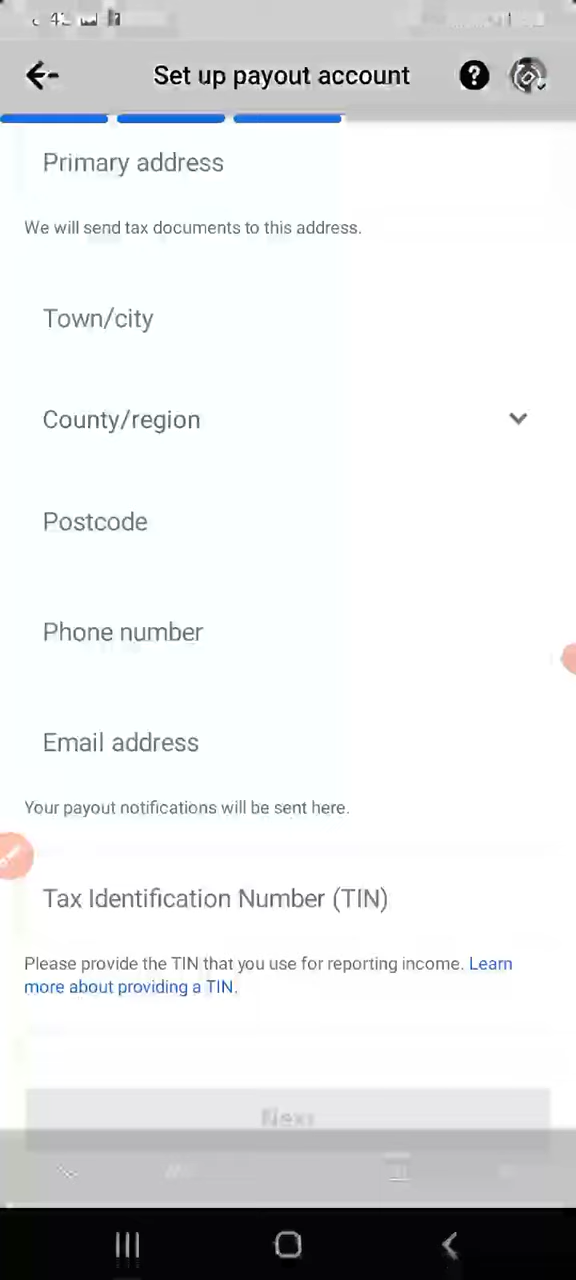 Set up payout account
Primary address
We will send tax documents to this address.
Town/city
County/region
Postcode
Phone number
Email address
Your payout notifications will be sent here.
Tax Identification Number (TIN)
Please provide the TIN that you use for reporting income. Learn
more about providing a TIN.
Next